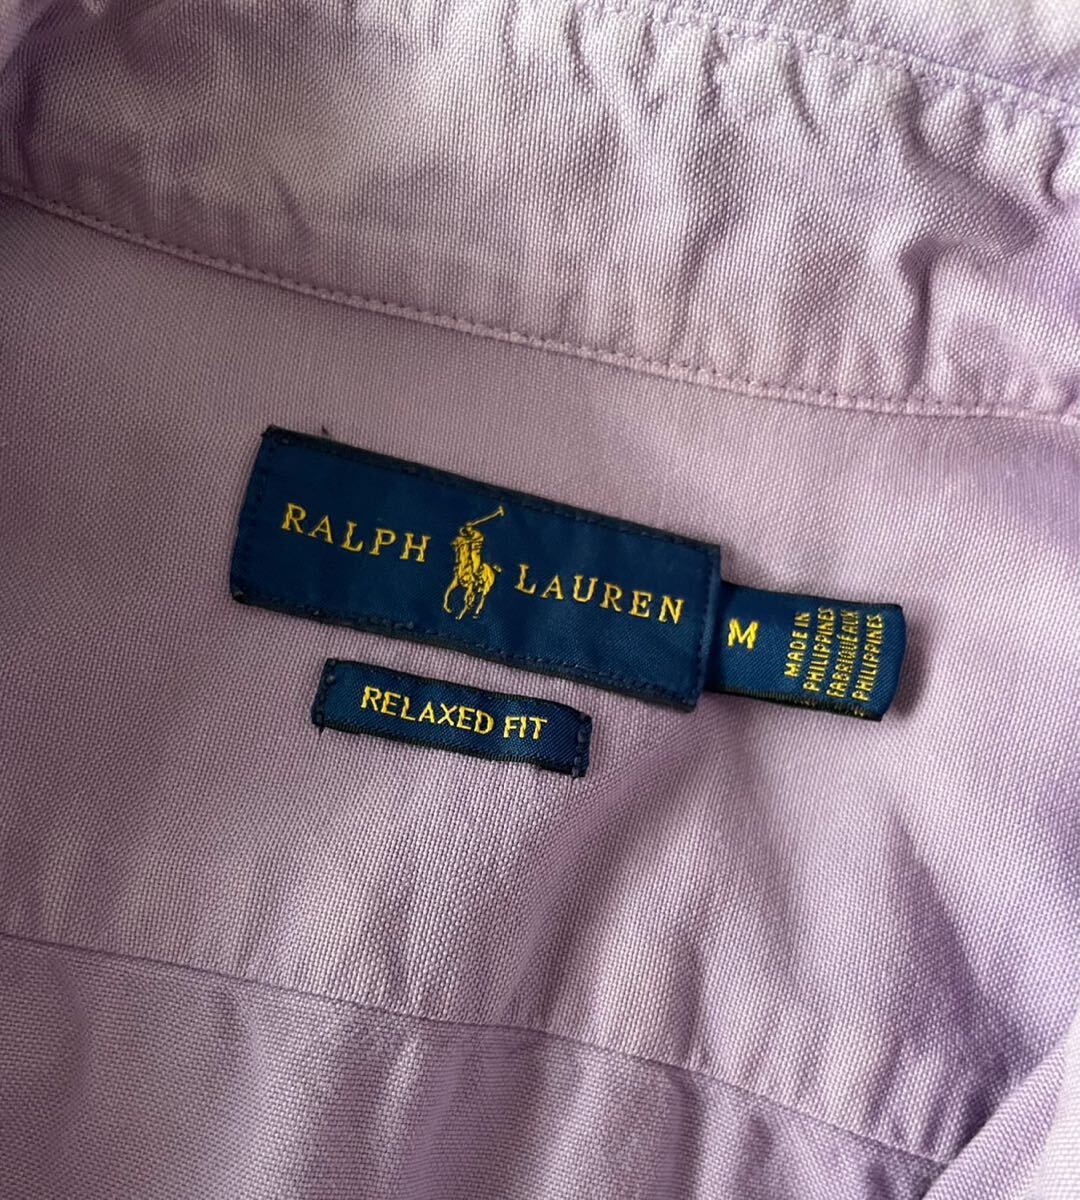 RALPH LAUREN
M
MADE IN
PHILIPPINES
FABRIQUÉ AUX
PHILIPPINES
RELAXED FIT